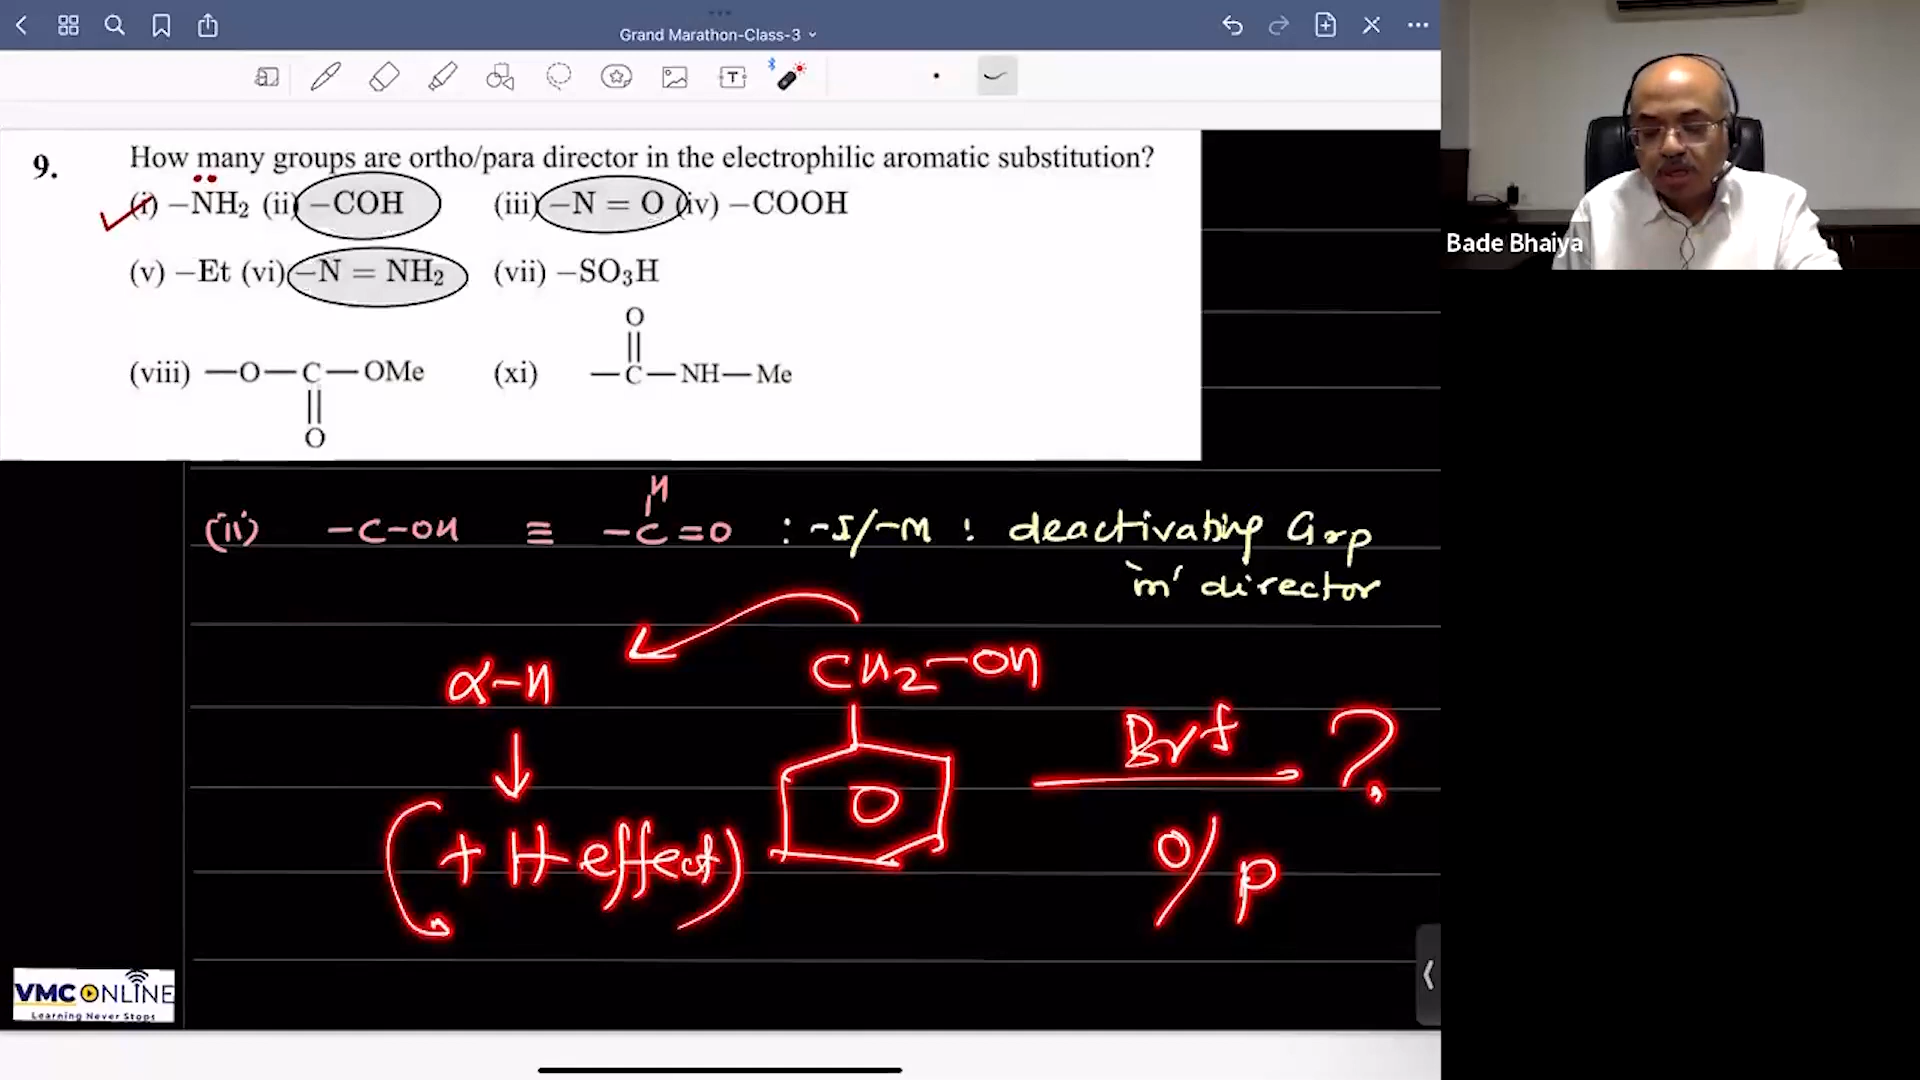 Grand Marathon-Class-3
9. How many groups are ortho/para director in the electrophilic aromatic substitution?
(i) –NH₂ (ii) –COH (iii) –N = O (iv) –COOH
(v) –Et (vi) –N = NH₂ (vii) –SO₃H
O
(viii) —O—C—OMe (xi) —C—NH—Me
O
H
(ii) –C–OH ≡ –C=O : –I/–M : deactivating Grp
'm' director
α–H CH₂–OH
Br⊕ ?
(+ H effect) O
o/p
Bade Bhaiya
VMC ONLINE
Learning Never Stops